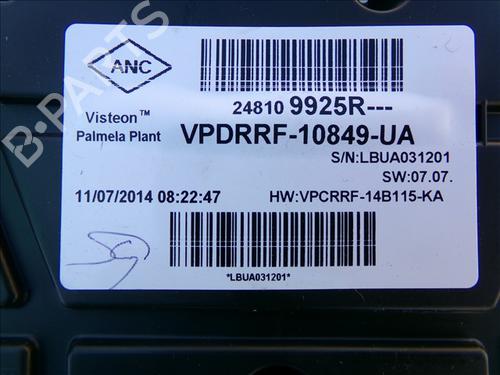 ANC
Visteon™
Palmela Plant
24810 9925R---
VPDRRF-10849-UA
S/N:LBUA031201
SW:07.07.
11/07/2014 08:22:47
HW:VPCRRF-14B115-KA
*LBUA031201*
B-PARTS